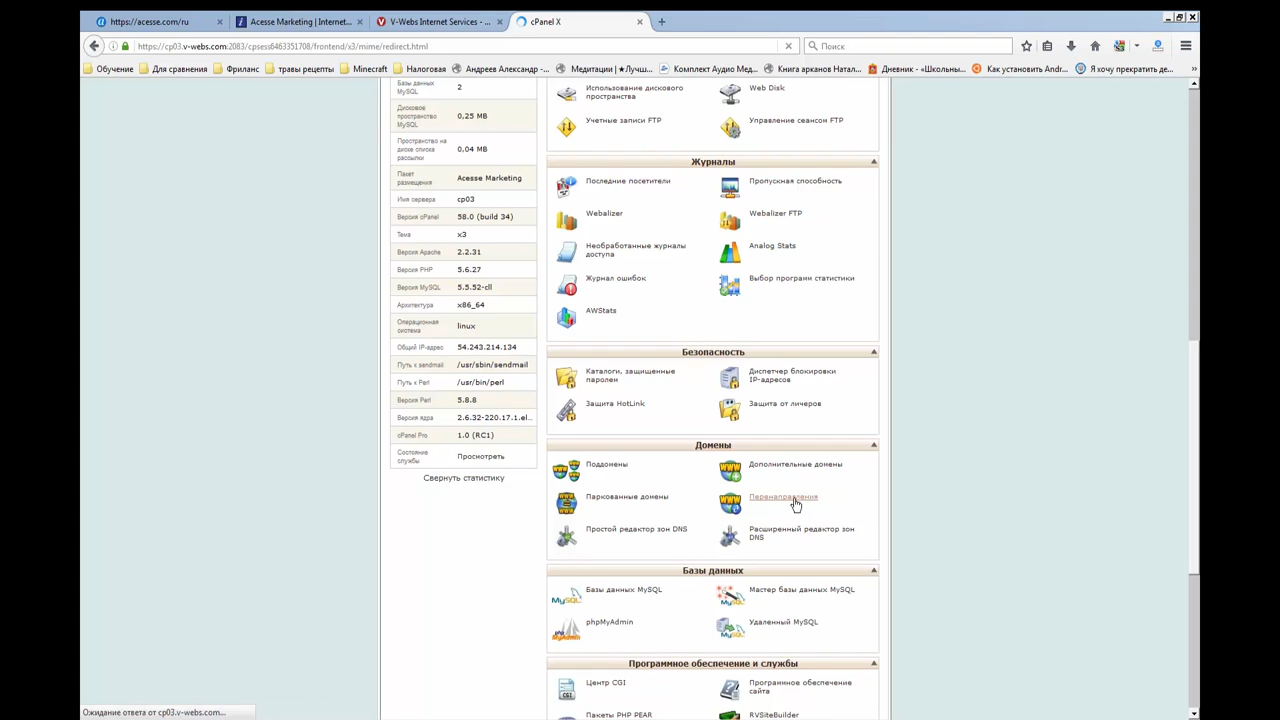 https://acesse.com/ru
Acesse Marketing | Internet...
V-Webs Internet Services - ...
cPanel X
https://cp03.v-webs.com:2083/cpsess6463351708/frontend/x3/mime/redirect.html
Поиск
Обучение
Для сравнения
Фриланс
травы рецепты
Minecraft
Налоговая
Андреев Александр -...
Медитации | ★Лучш...
Комплект Аудио Мед...
Книга арканов Натал...
Дневник - «Школьны...
Как установить Andr...
Я хочу прекратить де...
Базы данных
MySQL
2
Дисковое
пространство
MySQL
0,25 MB
Пространство на
диске списка
рассылки
0,04 MB
Пакет
размещения
Acesse Marketing
Имя сервера
cp03
Версия cPanel
58.0 (build 34)
Тема
x3
Версия Apache
2.2.31
Версия PHP
5.6.27
Версия MySQL
5.5.52-cll
Архитектура
x86_64
Операционная
система
linux
Общий IP-адрес
54.243.214.134
Путь к sendmail
/usr/sbin/sendmail
Путь к Perl
/usr/bin/perl
Версия Perl
5.8.8
Версия ядра
2.6.32-220.17.1.el...
cPanel Pro
1.0 (RC1)
Состояние
службы
Просмотреть
Свернуть статистику
Использование дискового
пространства
Web Disk
Учетные записи FTP
Управление сеансом FTP
Журналы
Последние посетители
Пропускная способность
Webalizer
Webalizer FTP
Необработанные журналы
доступа
Analog Stats
Журнал ошибок
Выбор программ статистики
AWStats
Безопасность
Каталоги, защищенные
паролем
Диспетчер блокировки
IP-адресов
Защита HotLink
Защита от личеров
Домены
Поддомены
Дополнительные домены
Паркованные домены
Перенаправления
Простой редактор зон DNS
Расширенный редактор зон
DNS
Базы данных
Базы данных MySQL
Мастер базы данных MySQL
phpMyAdmin
Удаленный MySQL
Программное обеспечение и службы
Центр CGI
Программное обеспечение
сайта
Пакеты PHP PEAR
RVSiteBuilder
Ожидание ответа от cp03.v-webs.com...